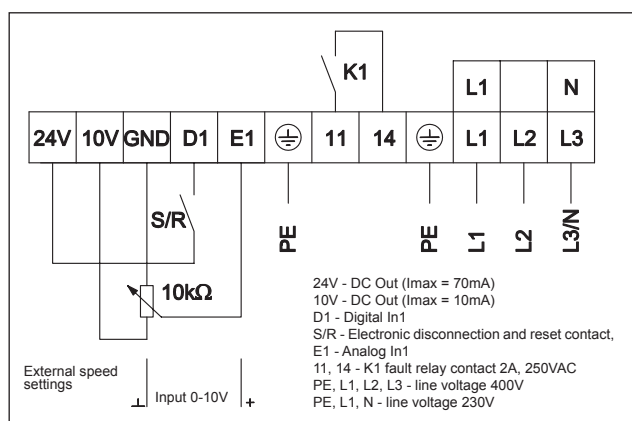 K1
L1 N
24V 10V GND D1 E1 11 14 L1 L2 L3
S/R
PE PE L1 L2 L3/N
10kΩ
24V - DC Out (Imax = 70mA)
10V - DC Out (Imax = 10mA)
D1 - Digital In1
S/R - Electronic disconnection and reset contact,
E1 - Analog In1
11, 14 - K1 fault relay contact 2A, 250VAC
PE, L1, L2, L3 - line voltage 400V
PE, L1, N - line voltage 230V
External speed
settings
⊥ Input 0-10V +